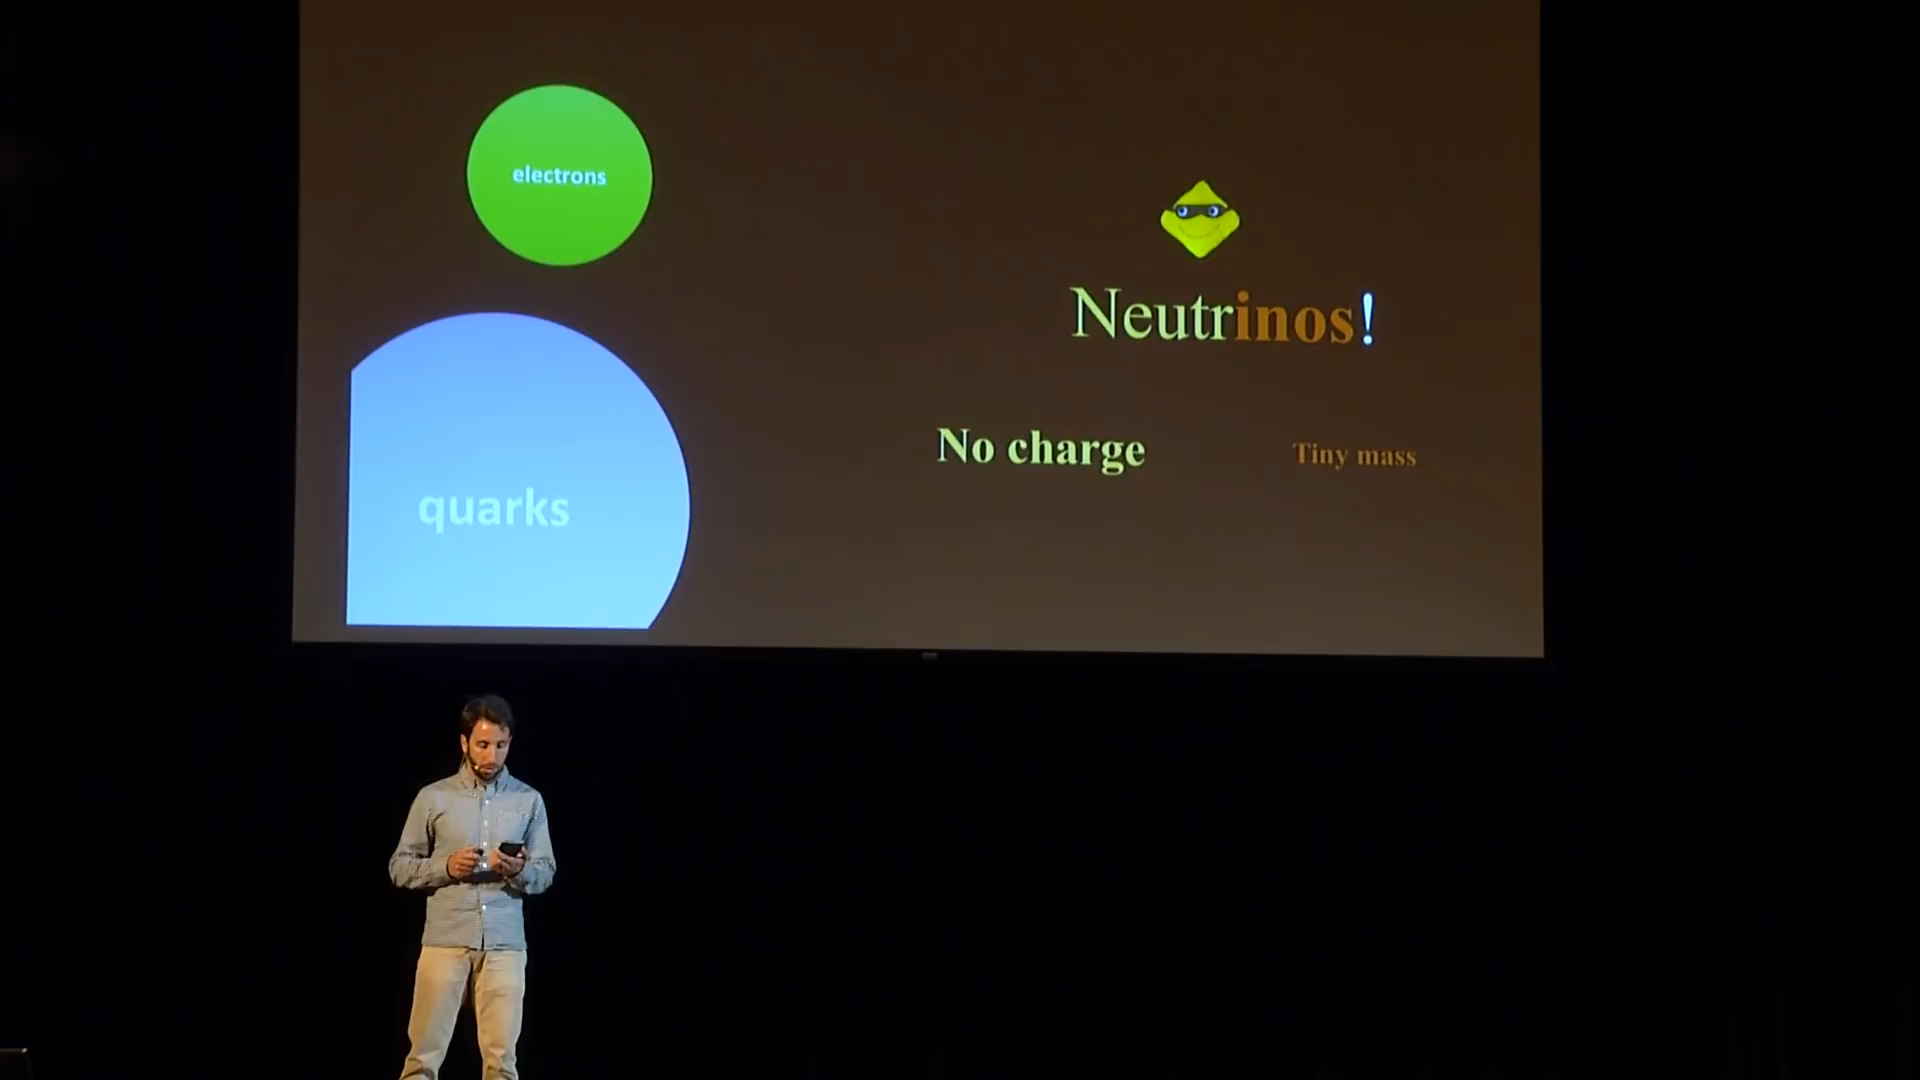 electrons
quarks
Neutrinos!
No charge
Tiny mass